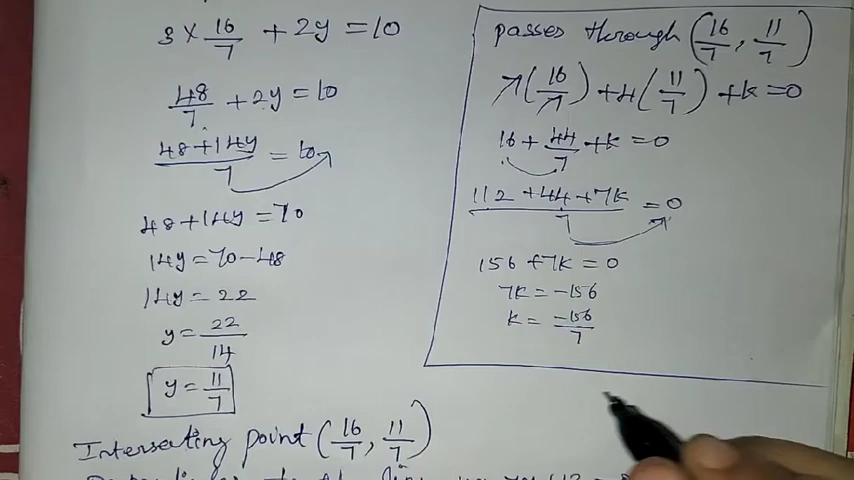 3 × 16/7 + 2y = 10
48/7 + 2y = 10
48+14y/7 = 10
48+14y = 70
14y = 70-48
14y = 22
y = 22/14
y = 11/7
Intersecting point (16/7, 11/7)
passes through (16/7, 11/7)
7(16/7) + 4(11/7) + k = 0
16 + 44/7 + k = 0
112 + 44 + 7k/7 = 0
156 + 7k = 0
7k = -156
k = -156/7